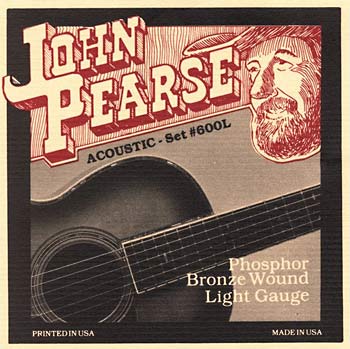 JOHN
PEARSE
ACOUSTIC - Set #600L
Phosphor
Bronze Wound
Light Gauge
PRINTED IN USA
MADE IN USA